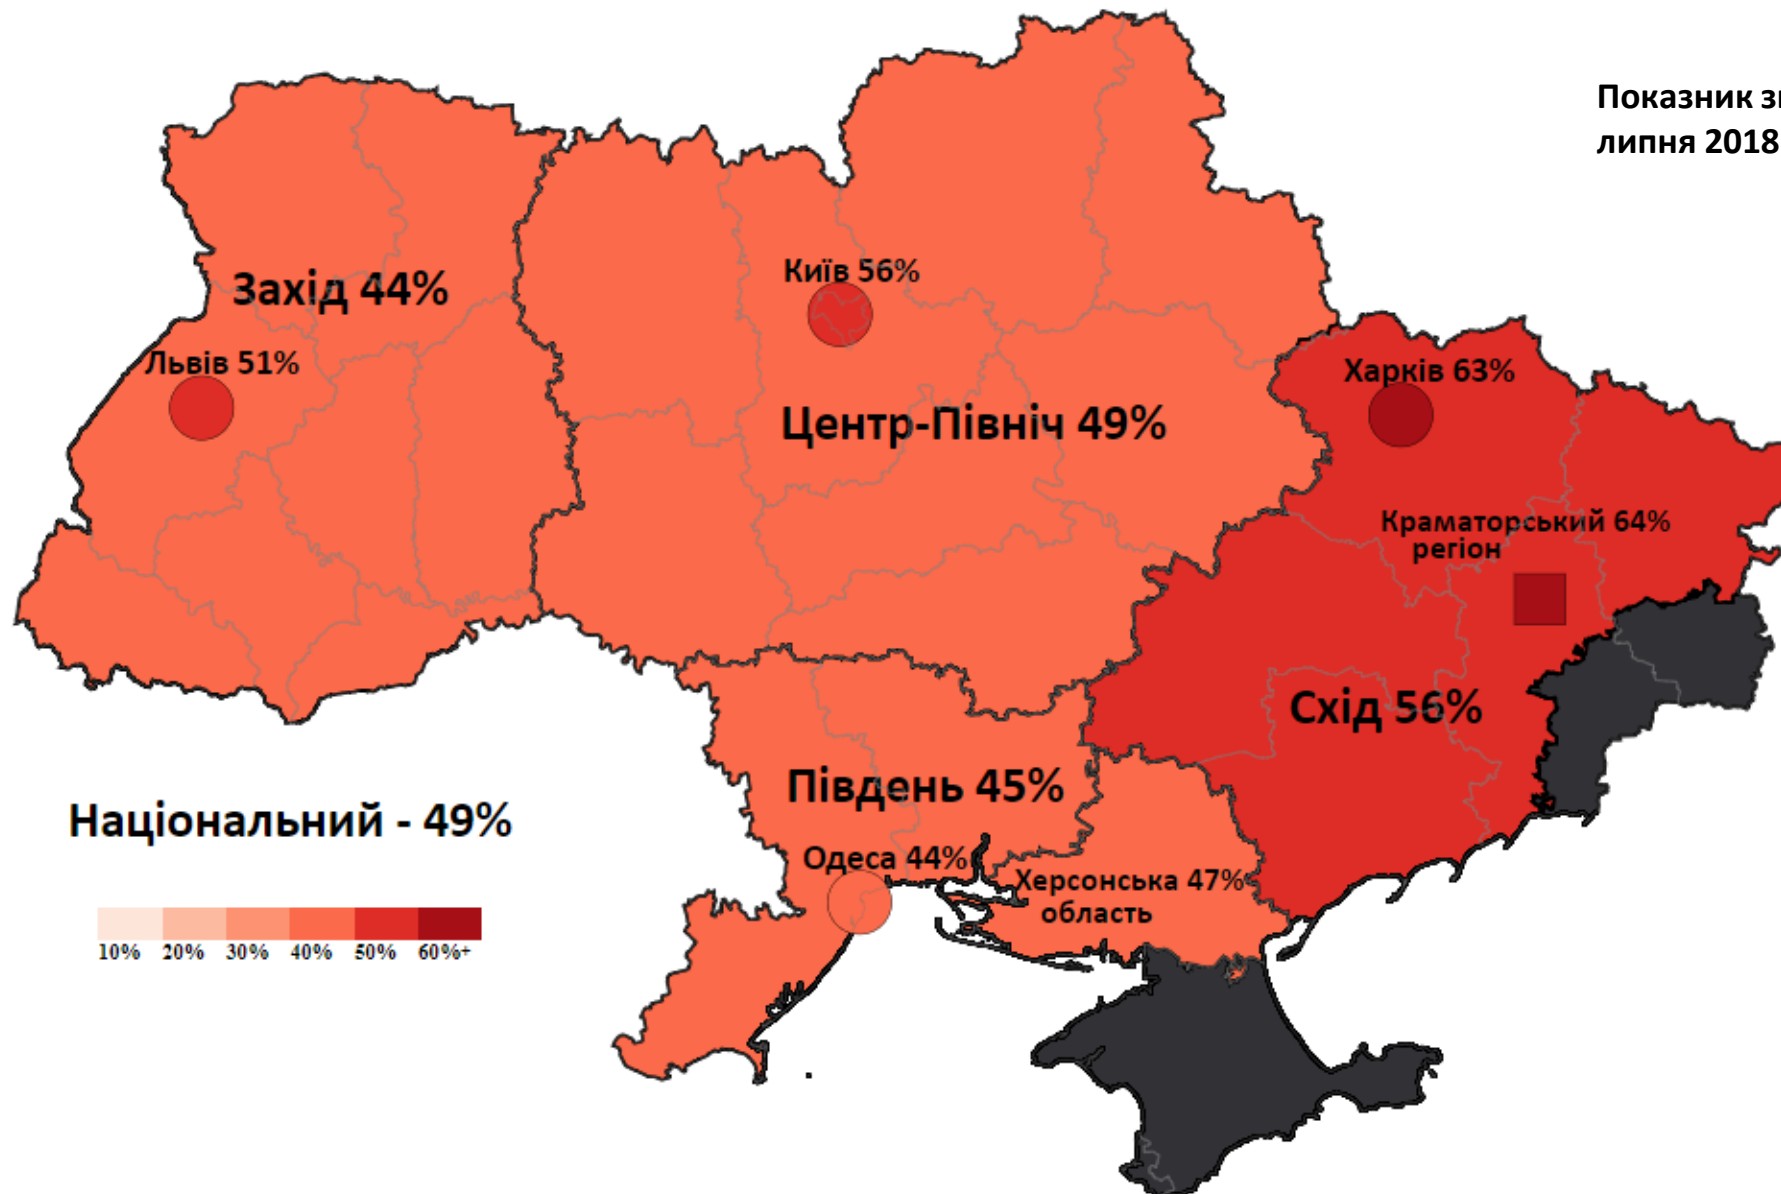 Показник
липня 2018
Київ 56%
Захід 44%
Львів 51%
Харків 63%
Центр-Північ 49%
Краматорський 64%
регіон
Схід 56%
Південь 45%
Національний - 49%
Одеса 44%
Херсонська 47%
область
10% 20% 30% 40% 50% 60%+